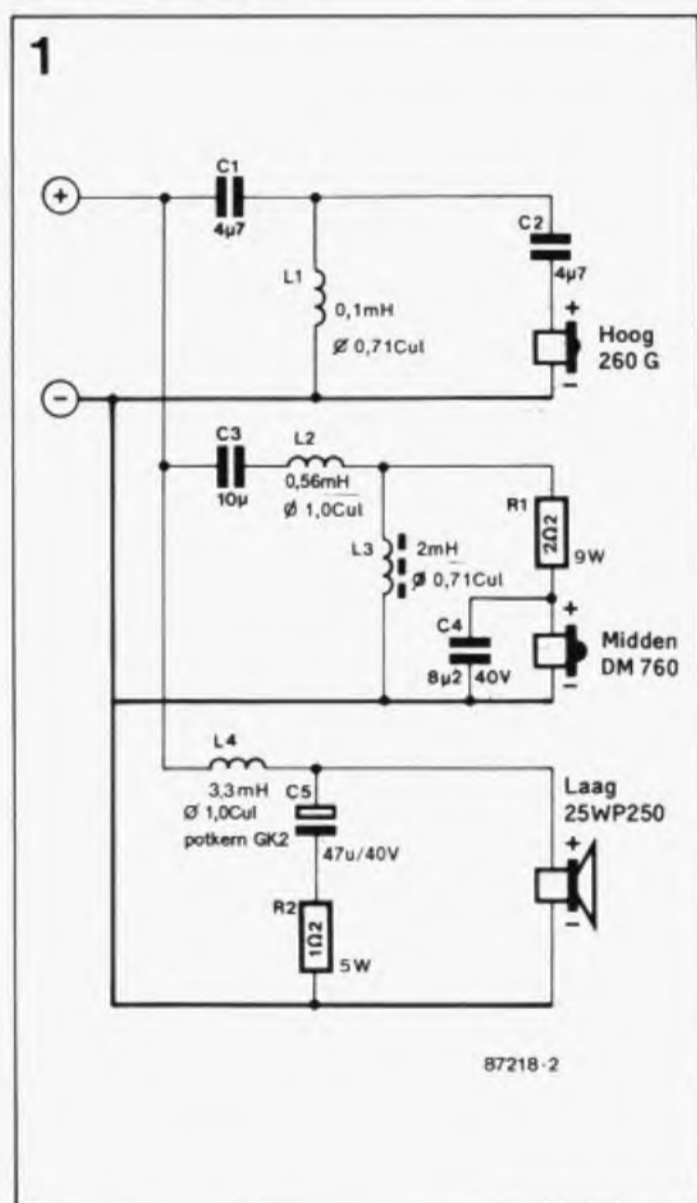 1
C1
4µ7
C2
4µ7
L1
0,1mH
Ø 0,71Cul
+
Hoog
260 G
-
+
-
C3
10µ
L2
0,56mH
Ø 1,0Cul
R1
2Ω2
9W
L3
2mH
Ø 0,71Cul
C4
8µ2 40V
+
Midden
DM 760
-
L4
3,3mH
Ø 1,0Cul
potkern GK2
C5
47u/40V
Laag
25WP250
+
-
R2
1Ω2
5W
87218-2